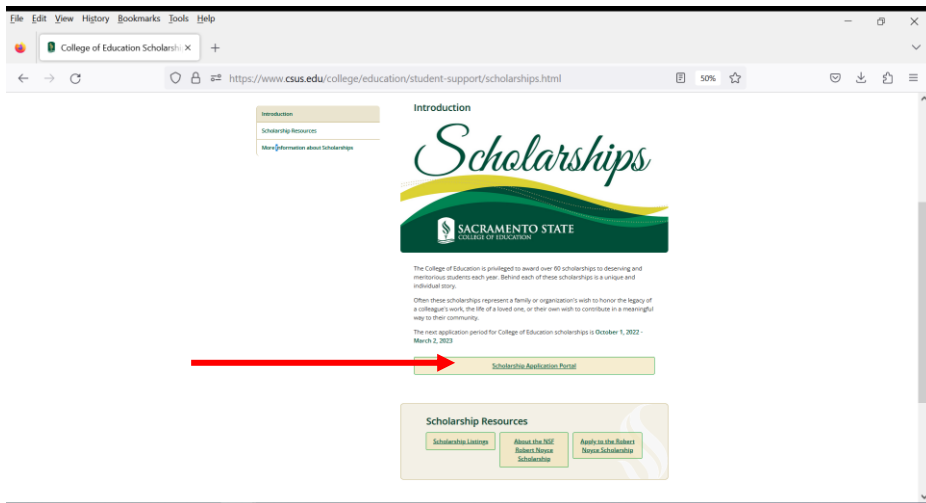 File Edit View History Bookmarks Tools Help
College of Education Scholarshi
https://www.csus.edu/college/education/student-support/scholarships.html
50%
Introduction
Scholarship Resources
More information about Scholarships
Introduction
Scholarships
SACRAMENTO STATE
COLLEGE OF EDUCATION
The College of Education is privileged to award over 60 scholarships to deserving and
meritorious students each year. Behind each of these scholarships is a unique and
individual story.
Often these scholarships represent a family or organization's wish to honor the legacy of
a colleague's work, the life of a loved one, or their own wish to contribute in a meaningful
way to their community.
The next application period for College of Education scholarships is October 1, 2022 -
March 2, 2023
Scholarship Application Portal
Scholarship Resources
Scholarship Listings
About the NSF
Robert Noyce
Scholarship
Apply to the Robert
Noyce Scholarship